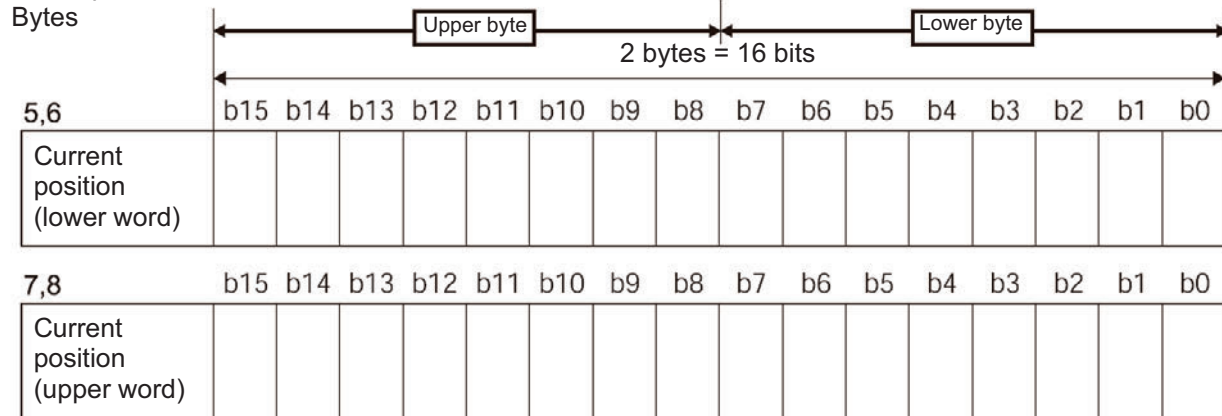 Bytes
Upper byte
Lower byte
2 bytes = 16 bits
5,6
b15 b14 b13 b12 b11 b10 b9 b8 b7 b6 b5 b4 b3 b2 b1 b0
Current
position
(lower word)
7,8
b15 b14 b13 b12 b11 b10 b9 b8 b7 b6 b5 b4 b3 b2 b1 b0
Current
position
(upper word)